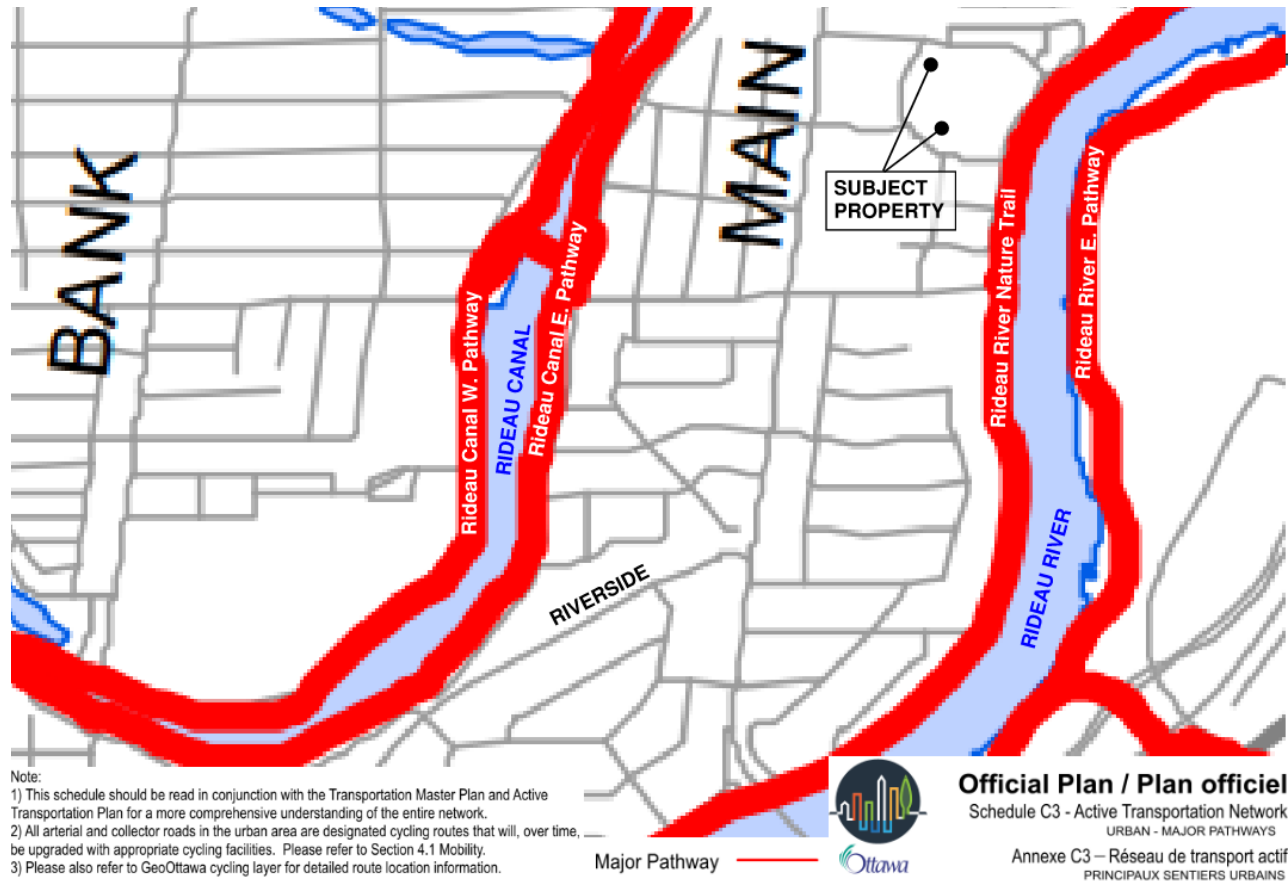 BANK
MAIN
SUBJECT
PROPERTY
Rideau Canal W. Pathway
RIDEAU CANAL
Rideau Canal E. Pathway
Rideau River Nature Trail
Rideau River E. Pathway
RIVERSIDE
RIDEAU RIVER
Note:
1) This schedule should be read in conjunction with the Transportation Master Plan and Active
Transportation Plan for a more comprehensive understanding of the entire network.
2) All arterial and collector roads in the urban area are designated cycling routes that will, over time,
be upgraded with appropriate cycling facilities. Please refer to Section 4.1 Mobility.
3) Please also refer to GeoOttawa cycling layer for detailed route location information.
Major Pathway
Ottawa
Official Plan / Plan officiel
Schedule C3 - Active Transportation Network
URBAN - MAJOR PATHWAYS
Annexe C3 – Réseau de transport actif
PRINCIPAUX SENTIERS URBAINS